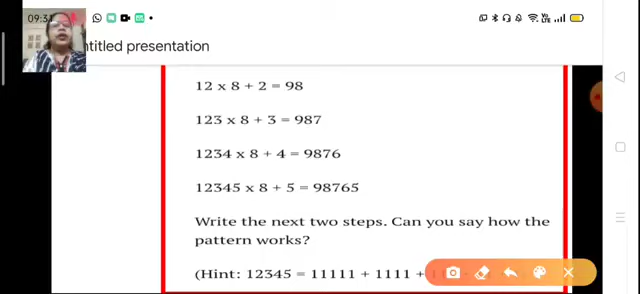 09:31
ntitled presentation
12 x 8 + 2 = 98
123 x 8 + 3 = 987
1234 x 8 + 4 = 9876
12345 x 8 + 5 = 98765
Write the next two steps. Can you say how the
pattern works?
(Hint: 12345 = 11111 + 1111 +